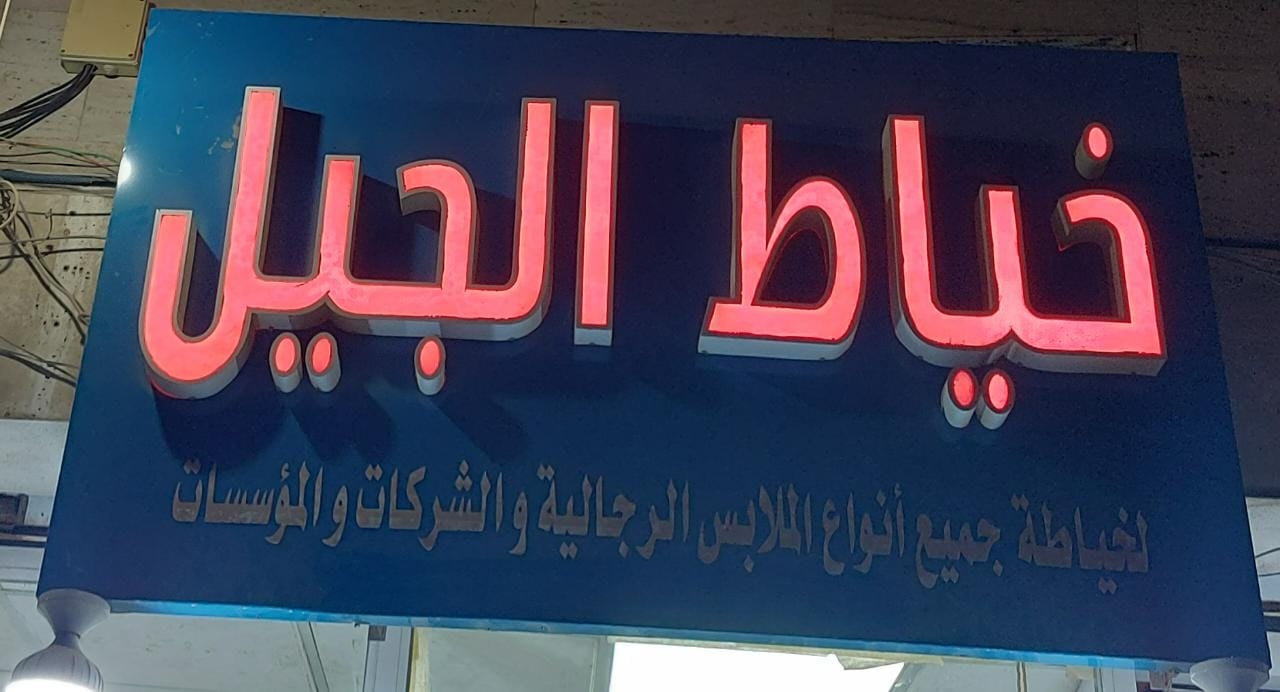 خياط الجيل
لخياطة جميع أنواع الملابس الرجالية والشركات والمؤسسات